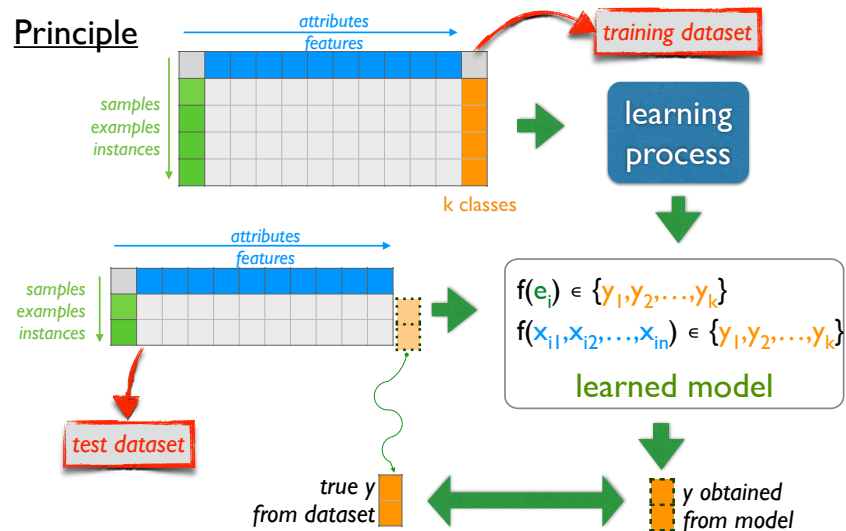 Principle
attributes
features
training dataset
samples
examples
instances
learning
process
k classes
attributes
features
samples
examples
instances
f(eᵢ) ∈ {y₁,y₂,…,yₖ}
f(xᵢ₁,xᵢ₂,…,xᵢₙ) ∈ {y₁,y₂,…,yₖ}
learned model
test dataset
true y
from dataset
y obtained
from model